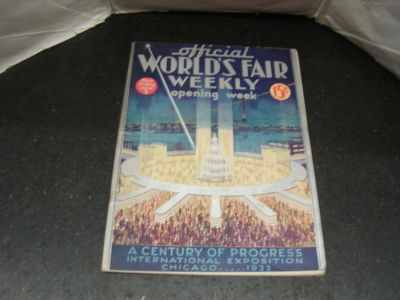 official
WORLD'S FAIR
WEEKLY
opening week
15¢
A CENTURY OF PROGRESS
INTERNATIONAL EXPOSITION
CHICAGO.....1933